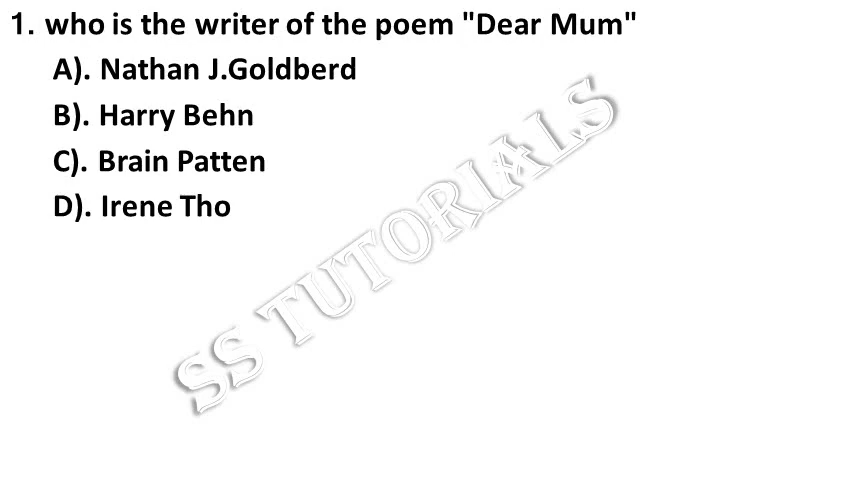 1. who is the writer of the poem "Dear Mum"
A). Nathan J.Goldberd
B). Harry Behn
C). Brain Patten
D). Irene Tho
SS TUTORIALS